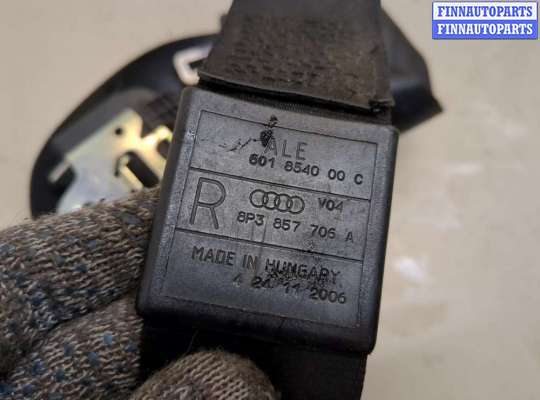 FINNAUTOPARTS
FINNAUTOPARTS
ALE
601 8540 00 C
R V04
8P3 857 706 A
MADE IN HUNGARY
4 24 11 2006